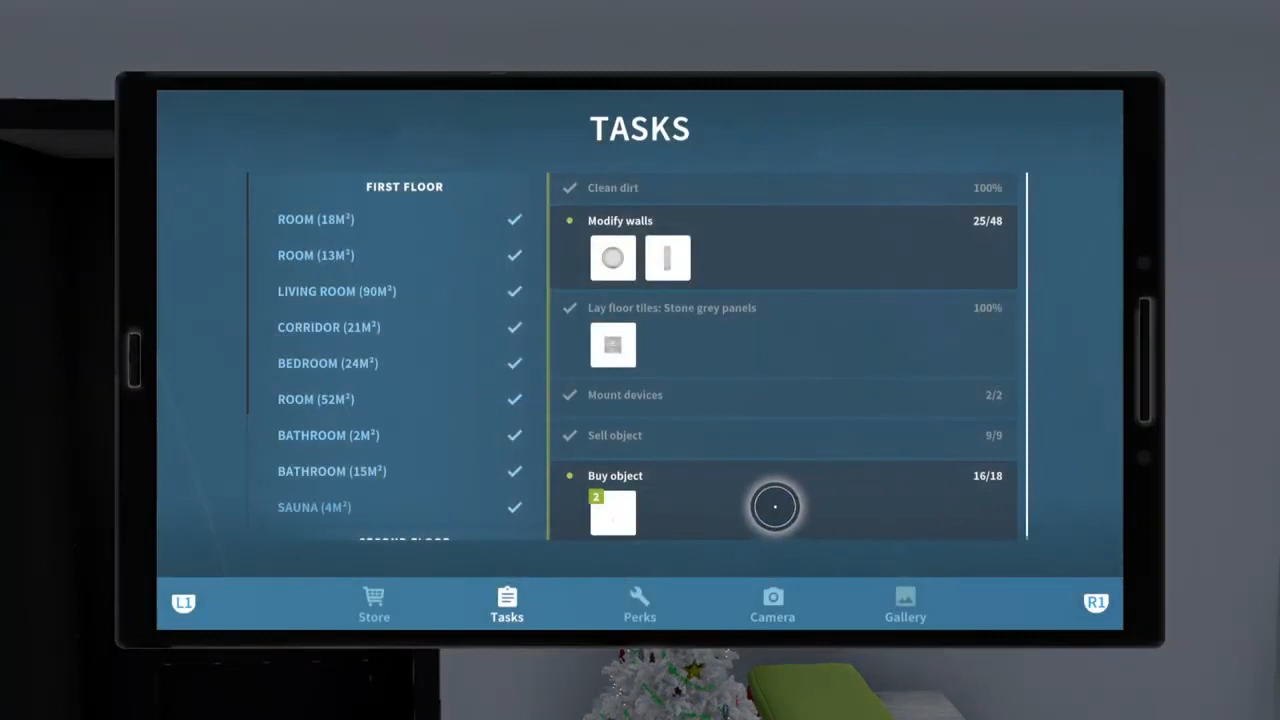 TASKS
FIRST FLOOR
ROOM (18M²)
ROOM (13M²)
LIVING ROOM (90M²)
CORRIDOR (21M²)
BEDROOM (24M²)
ROOM (52M²)
BATHROOM (2M²)
BATHROOM (15M²)
SAUNA (4M²)
SECOND FLOOR
Clean dirt 100%
Modify walls 25/48
Lay floor tiles: Stone grey panels 100%
Mount devices 2/2
Sell object 9/9
Buy object 16/18
2
L1
Store
Tasks
Perks
Camera
Gallery
R1